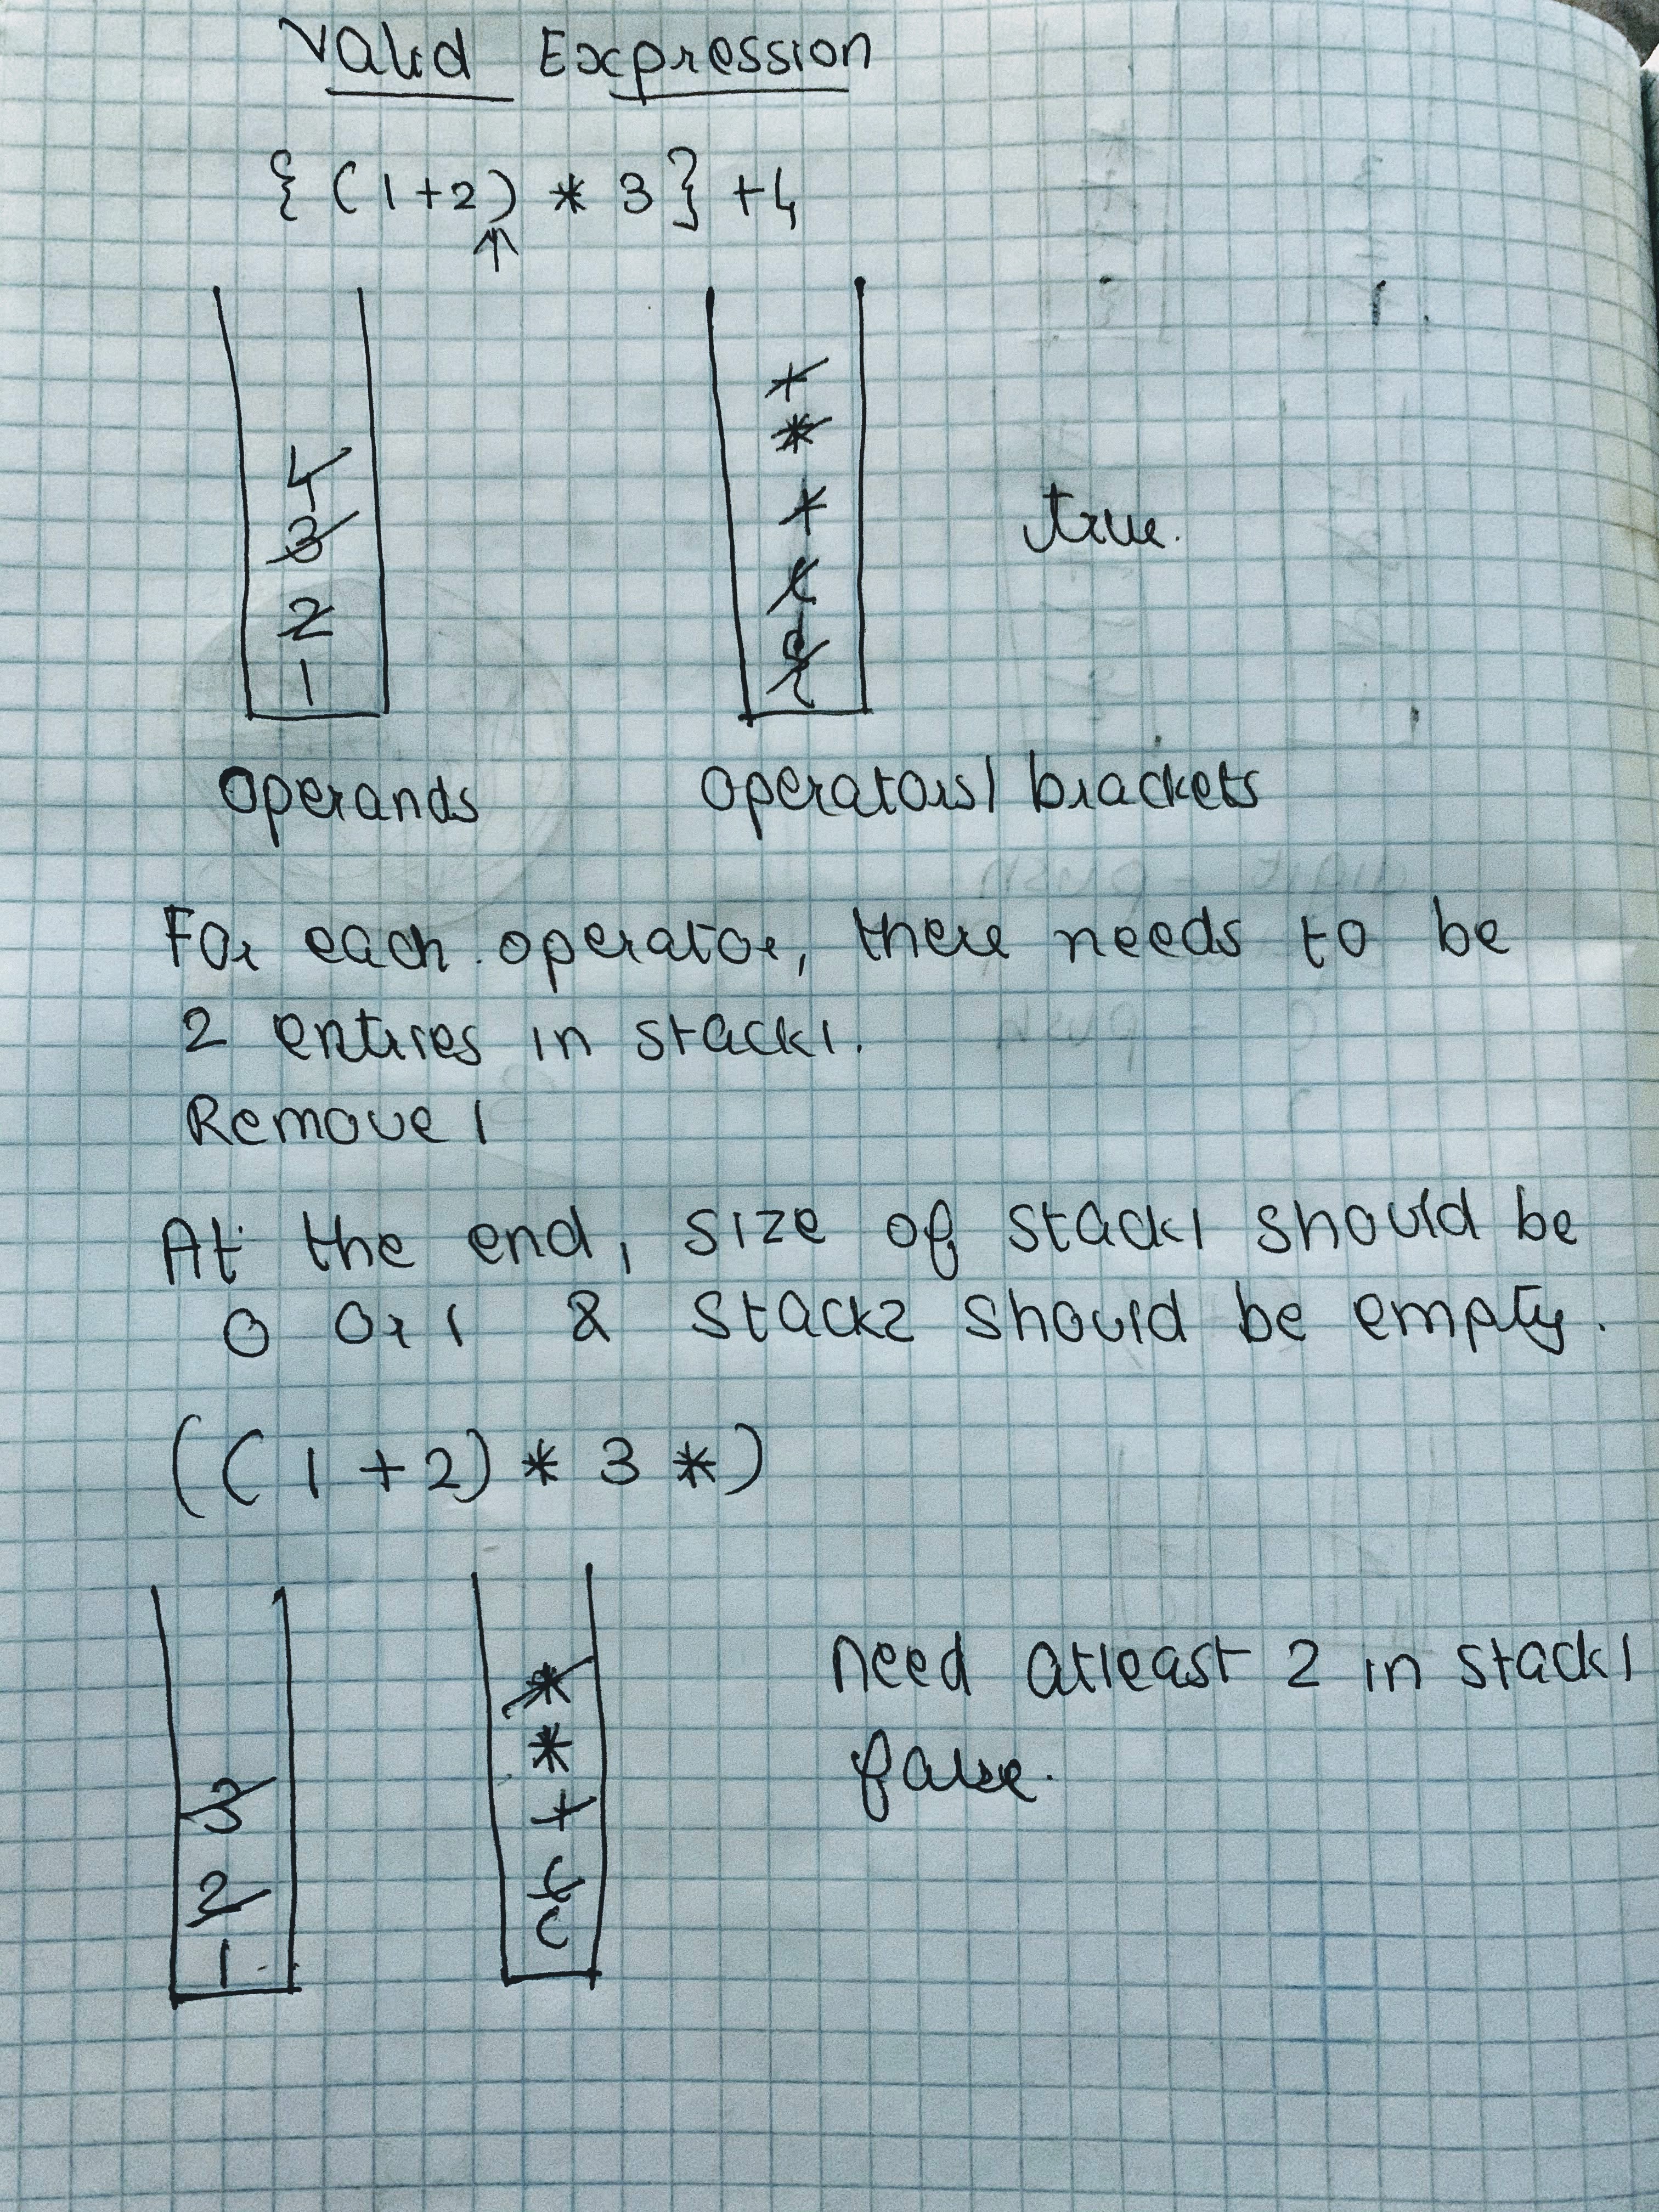 Valid Expression
{ (1+2) * 3} +4
↑
+
*
4
+
3
true.
(
2
{
1
operands
operators/ brackets
For each operator, there needs to be
2 entires in stack1.
Remove 1
At the end, size of stack1 should be
0 or 1 & stack2 should be empty.
((1+2) * 3 *)
*
need atleast 2 in stack1
*
false.
3
+
2
(
(
1